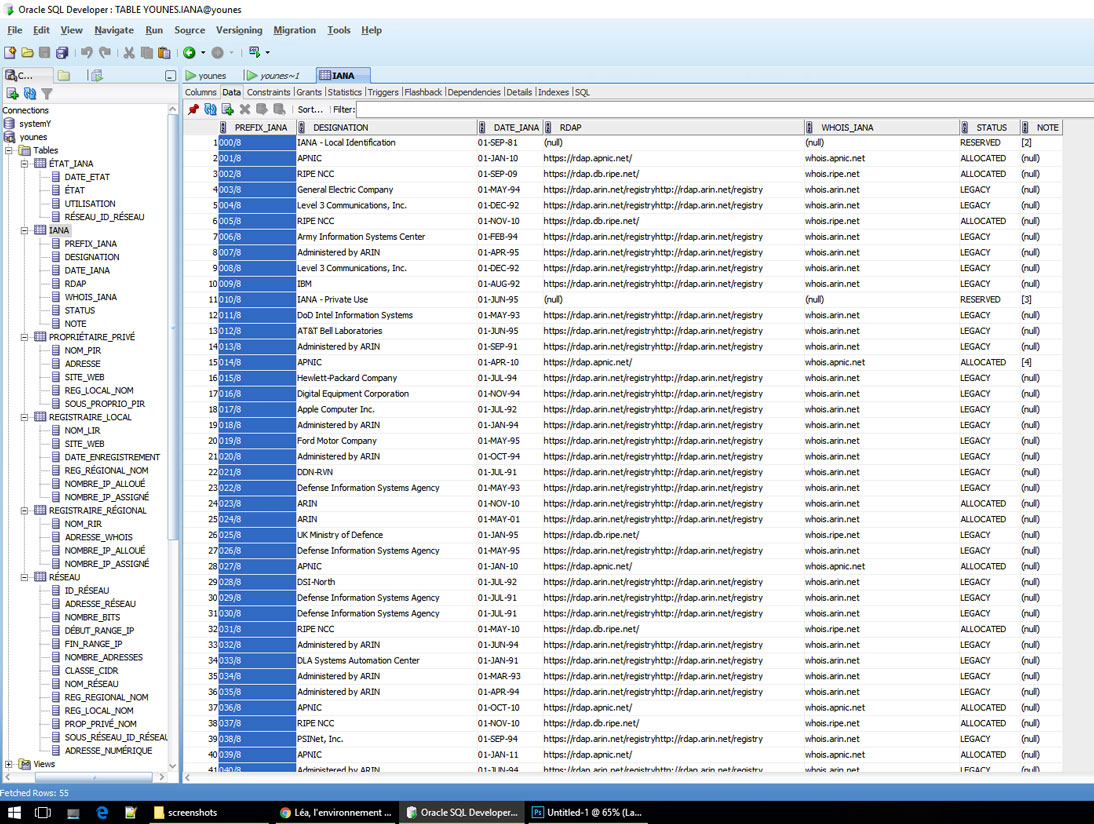 Oracle SQL Developer : TABLE YOUNES.IANA@younes
File Edit View Navigate Run Source Versioning Migration Tools Help
C... younes younes~1 IANA
Columns Data Constraints Grants Statistics Triggers Flashback Dependencies Details Indexes SQL
Sort... Filter:
Connections
systemY
younes
Tables
ÉTAT_IANA
DATE_ETAT
ÉTAT
UTILISATION
RÉSEAU_ID_RÉSEAU
IANA
PREFIX_IANA
DESIGNATION
DATE_IANA
RDAP
WHOIS_IANA
STATUS
NOTE
PROPRIÉTAIRE_PRIVÉ
NOM_PIR
ADRESSE
SITE_WEB
REG_LOCAL_NOM
SOUS_PROPRIO_PIR
REGISTRAIRE_LOCAL
NOM_LIR
SITE_WEB
DATE_ENREGISTREMENT
REG_RÉGIONAL_NOM
NOMBRE_IP_ALLOUÉ
NOMBRE_IP_ASSIGNÉ
REGISTRAIRE_RÉGIONAL
NOM_RIR
ADRESSE_WHOIS
NOMBRE_IP_ALLOUÉ
NOMBRE_IP_ASSIGNÉ
RÉSEAU
ID_RÉSEAU
ADRESSE_RÉSEAU
NOMBRE_BITS
DÉBUT_RANGE_IP
FIN_RANGE_IP
NOMBRE_ADRESSES
CLASSE_CIDR
NOM_RÉSEAU
REG_REGIONAL_NOM
REG_LOCAL_NOM
PROP_PRIVÉ_NOM
SOUS_RÉSEAU_ID_RÉSEAU
ADRESSE_NUMÉRIQUE
Views
PREFIX_IANA DESIGNATION DATE_IANA RDAP WHOIS_IANA STATUS NOTE
1 000/8 IANA - Local Identification 01-SEP-81 (null) (null) RESERVED [2]
2 001/8 APNIC 01-JAN-10 https://rdap.apnic.net/ whois.apnic.net ALLOCATED (null)
3 002/8 RIPE NCC 01-SEP-09 https://rdap.db.ripe.net/ whois.ripe.net ALLOCATED (null)
4 003/8 General Electric Company 01-MAY-94 https://rdap.arin.net/registryhttp://rdap.arin.net/registry whois.arin.net LEGACY (null)
5 004/8 Level 3 Communications, Inc. 01-DEC-92 https://rdap.arin.net/registryhttp://rdap.arin.net/registry whois.arin.net LEGACY (null)
6 005/8 RIPE NCC 01-NOV-10 https://rdap.db.ripe.net/ whois.ripe.net ALLOCATED (null)
7 006/8 Army Information Systems Center 01-FEB-94 https://rdap.arin.net/registryhttp://rdap.arin.net/registry whois.arin.net LEGACY (null)
8 007/8 Administered by ARIN 01-APR-95 https://rdap.arin.net/registryhttp://rdap.arin.net/registry whois.arin.net LEGACY (null)
9 008/8 Level 3 Communications, Inc. 01-DEC-92 https://rdap.arin.net/registryhttp://rdap.arin.net/registry whois.arin.net LEGACY (null)
10 009/8 IBM 01-AUG-92 https://rdap.arin.net/registryhttp://rdap.arin.net/registry whois.arin.net LEGACY (null)
11 010/8 IANA - Private Use 01-JUN-95 (null) (null) RESERVED [3]
12 011/8 DoD Intel Information Systems 01-MAY-93 https://rdap.arin.net/registryhttp://rdap.arin.net/registry whois.arin.net LEGACY (null)
13 012/8 AT&T Bell Laboratories 01-JUN-95 https://rdap.arin.net/registryhttp://rdap.arin.net/registry whois.arin.net LEGACY (null)
14 013/8 Administered by ARIN 01-SEP-91 https://rdap.arin.net/registryhttp://rdap.arin.net/registry whois.arin.net LEGACY (null)
15 014/8 APNIC 01-APR-10 https://rdap.apnic.net/ whois.apnic.net ALLOCATED [4]
16 015/8 Hewlett-Packard Company 01-JUL-94 https://rdap.arin.net/registryhttp://rdap.arin.net/registry whois.arin.net LEGACY (null)
17 016/8 Digital Equipment Corporation 01-NOV-94 https://rdap.arin.net/registryhttp://rdap.arin.net/registry whois.arin.net LEGACY (null)
18 017/8 Apple Computer Inc. 01-JUL-92 https://rdap.arin.net/registryhttp://rdap.arin.net/registry whois.arin.net LEGACY (null)
19 018/8 Administered by ARIN 01-JAN-94 https://rdap.arin.net/registryhttp://rdap.arin.net/registry whois.arin.net LEGACY (null)
20 019/8 Ford Motor Company 01-MAY-95 https://rdap.arin.net/registryhttp://rdap.arin.net/registry whois.arin.net LEGACY (null)
21 020/8 Administered by ARIN 01-OCT-94 https://rdap.arin.net/registryhttp://rdap.arin.net/registry whois.arin.net LEGACY (null)
22 021/8 DDN-RVN 01-JUL-91 https://rdap.arin.net/registryhttp://rdap.arin.net/registry whois.arin.net LEGACY (null)
23 022/8 Defense Information Systems Agency 01-MAY-93 https://rdap.arin.net/registryhttp://rdap.arin.net/registry whois.arin.net LEGACY (null)
24 023/8 ARIN 01-NOV-10 https://rdap.arin.net/registryhttp://rdap.arin.net/registry whois.arin.net ALLOCATED (null)
25 024/8 ARIN 01-MAY-01 https://rdap.arin.net/registryhttp://rdap.arin.net/registry whois.arin.net ALLOCATED (null)
26 025/8 UK Ministry of Defence 01-JAN-95 https://rdap.db.ripe.net/ whois.ripe.net LEGACY (null)
27 026/8 Defense Information Systems Agency 01-MAY-95 https://rdap.arin.net/registryhttp://rdap.arin.net/registry whois.arin.net LEGACY (null)
28 027/8 APNIC 01-JAN-10 https://rdap.apnic.net/ whois.apnic.net ALLOCATED (null)
29 028/8 DSI-North 01-JUL-92 https://rdap.arin.net/registryhttp://rdap.arin.net/registry whois.arin.net LEGACY (null)
30 029/8 Defense Information Systems Agency 01-JUL-91 https://rdap.arin.net/registryhttp://rdap.arin.net/registry whois.arin.net LEGACY (null)
31 030/8 Defense Information Systems Agency 01-JUL-91 https://rdap.arin.net/registryhttp://rdap.arin.net/registry whois.arin.net LEGACY (null)
32 031/8 RIPE NCC 01-MAY-10 https://rdap.db.ripe.net/ whois.ripe.net ALLOCATED (null)
33 032/8 Administered by ARIN 01-JUN-94 https://rdap.arin.net/registryhttp://rdap.arin.net/registry whois.arin.net LEGACY (null)
34 033/8 DLA Systems Automation Center 01-JAN-91 https://rdap.arin.net/registryhttp://rdap.arin.net/registry whois.arin.net LEGACY (null)
35 034/8 Administered by ARIN 01-MAR-93 https://rdap.arin.net/registryhttp://rdap.arin.net/registry whois.arin.net LEGACY (null)
36 035/8 Administered by ARIN 01-APR-94 https://rdap.arin.net/registryhttp://rdap.arin.net/registry whois.arin.net LEGACY (null)
37 036/8 APNIC 01-OCT-10 https://rdap.apnic.net/ whois.apnic.net ALLOCATED (null)
38 037/8 RIPE NCC 01-NOV-10 https://rdap.db.ripe.net/ whois.ripe.net ALLOCATED (null)
39 038/8 PSINet, Inc. 01-SEP-94 https://rdap.arin.net/registryhttp://rdap.arin.net/registry whois.arin.net LEGACY (null)
40 039/8 APNIC 01-JAN-11 https://rdap.apnic.net/ whois.apnic.net ALLOCATED (null)
41 040/8 Administered by ARIN 01-JUN-94 https://rdap.arin.net/registryhttp://rdap.arin.net/registry whois.arin.net LEGACY (null)
Fetched Rows: 55
screenshots Léa, l'environnement ... Oracle SQL Developer... Untitled-1 @ 65% (La...